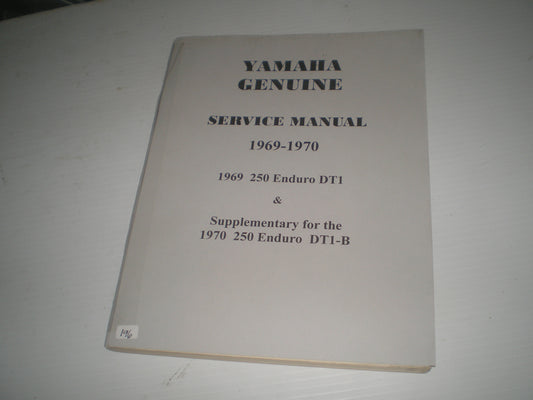 YAMAHA
GENUINE
SERVICE MANUAL
1969-1970
1969 250 Enduro DT1
&
Supplementary for the
1970 250 Enduro DT1-B